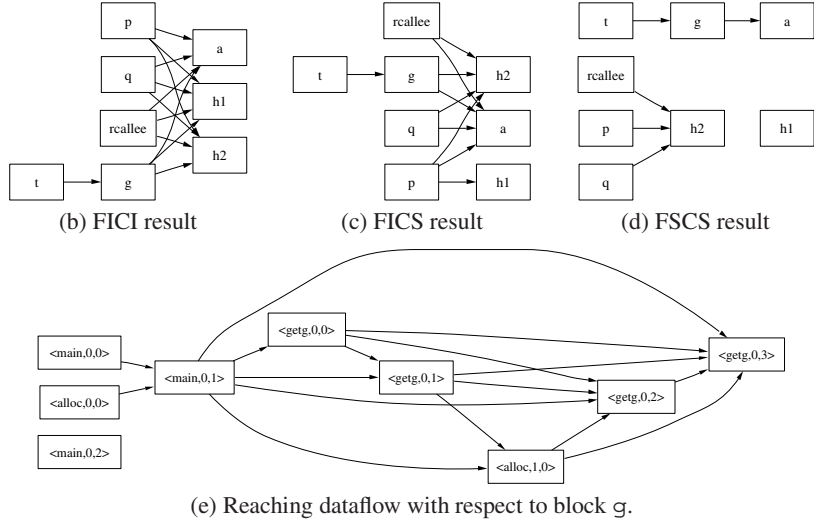 p
q
rcallee
t
g
a
h1
h2
(b) FICI result
rcallee
t
g
q
p
h2
a
h1
(c) FICS result
t
g
a
rcallee
p
q
h2
h1
(d) FSCS result
<main,0,0>
<alloc,0,0>
<main,0,2>
<main,0,1>
<getg,0,0>
<getg,0,1>
<alloc,1,0>
<getg,0,2>
<getg,0,3>
(e) Reaching dataflow with respect to block g.